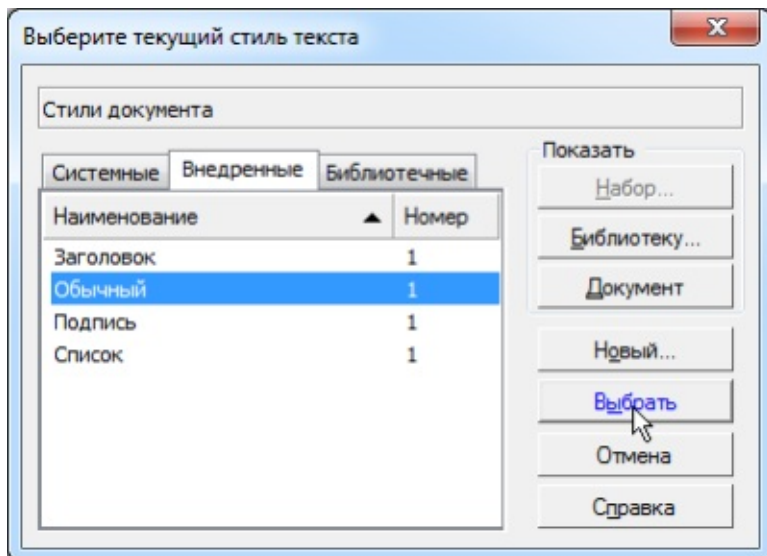 Выберите текущий стиль текста
Стили документа
Системные Внедренные Библиотечные
Наименование Номер
Заголовок 1
Обычный 1
Подпись 1
Список 1
Показать
Набор...
Библиотеку...
Документ
Новый...
Выбрать
Отмена
Справка